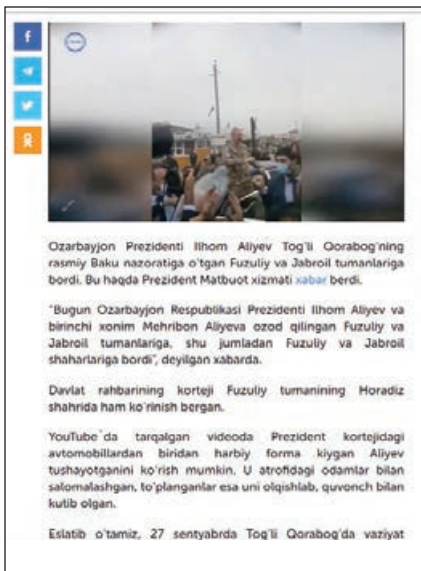 Ozarbayjon Prezidenti Ilhom Aliyev Tog'li Qorabog'ning
rasmiy Baku nazoratiga o'tgan Fuzuliy va Jabroil tumanlariga
bordi. Bu haqda Prezident Matbuot xizmati xabar berdi.
"Bugun Ozarbayjon Respublikasi Prezidenti Ilhom Aliyev va
birinchi xonim Mehribon Aliyeva ozod qilingan Fuzuliy va
Jabroil tumanlariga, shu jumladan Fuzuliy va Jabroil
shaharlariga bordi", deyilgan xabarda.
Davlat rahbarining korteji Fuzuliy tumanining Horadiz
shahrida ham ko'rinish bergan.
YouTube`da tarqalgan videoda Prezident kortejidagi
avtomobillardan biridan harbiy forma kiygan Aliyev
tushayotganini ko'rish mumkin. U atrofidagi odamlar bilan
salomalashgan, to'planganlar esa uni olqishlab, quvonch bilan
kutib olgan.
Eslatib o'tamiz, 27 sentyabrda Tog'li Qorabog'da vaziyat